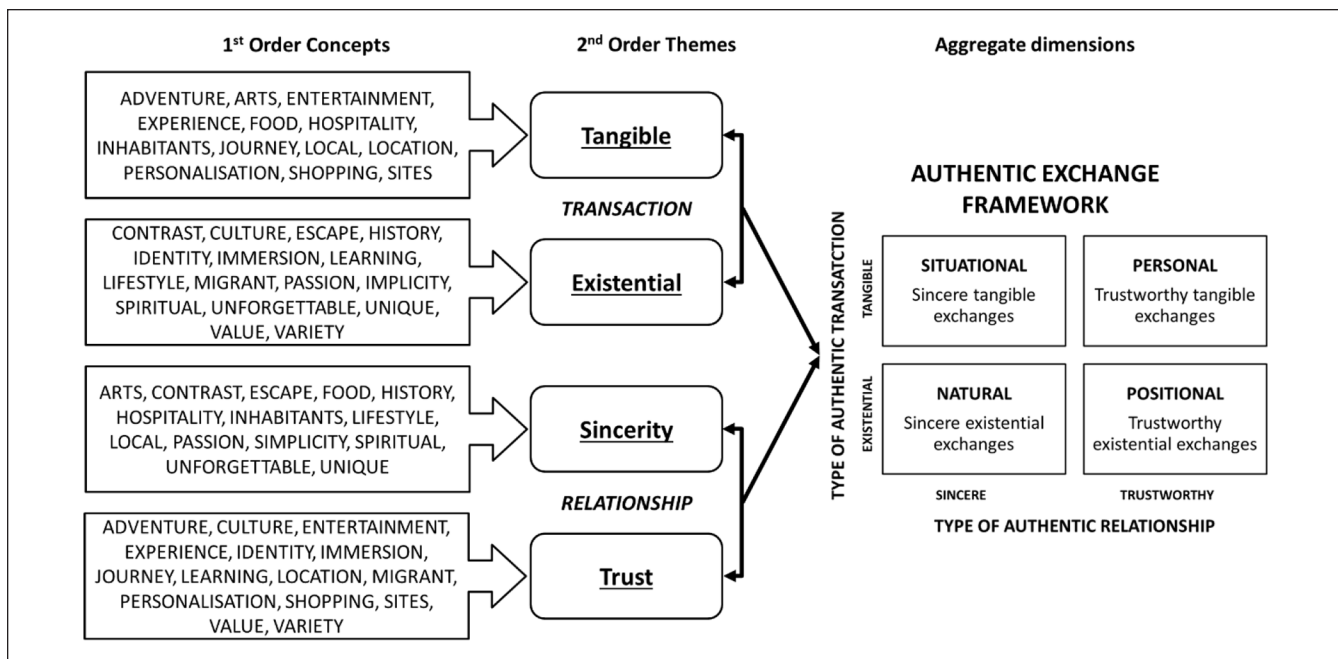 1st Order Concepts
2nd Order Themes
Aggregate dimensions
ADVENTURE, ARTS, ENTERTAINMENT,
EXPERIENCE, FOOD, HOSPITALITY,
INHABITANTS, JOURNEY, LOCAL, LOCATION,
PERSONALISATION, SHOPPING, SITES
Tangible
TRANSACTION
CONTRAST, CULTURE, ESCAPE, HISTORY,
IDENTITY, IMMERSION, LEARNING,
LIFESTYLE, MIGRANT, PASSION, IMPLICITY,
SPIRITUAL, UNFORGETTABLE, UNIQUE,
VALUE, VARIETY
Existential
ARTS, CONTRAST, ESCAPE, FOOD, HISTORY,
HOSPITALITY, INHABITANTS, LIFESTYLE,
LOCAL, PASSION, SIMPLICITY, SPIRITUAL,
UNFORGETTABLE, UNIQUE
Sincerity
RELATIONSHIP
ADVENTURE, CULTURE, ENTERTAINMENT,
EXPERIENCE, IDENTITY, IMMERSION,
JOURNEY, LEARNING, LOCATION, MIGRANT,
PERSONALISATION, SHOPPING, SITES,
VALUE, VARIETY
Trust
AUTHENTIC EXCHANGE
FRAMEWORK
TYPE OF AUTHENTIC TRANSATCTION
TANGIBLE
SITUATIONAL
Sincere tangible
exchanges
PERSONAL
Trustworthy tangible
exchanges
EXISTENTIAL
NATURAL
Sincere existential
exchanges
POSITIONAL
Trustworthy
existential exchanges
SINCERE
TRUSTWORTHY
TYPE OF AUTHENTIC RELATIONSHIP